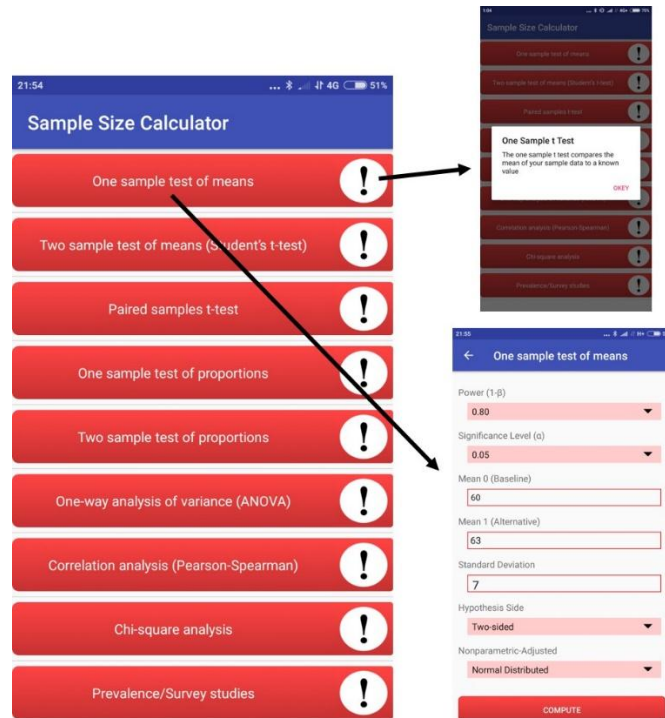 21:54
... 4G 51%
Sample Size Calculator
One sample test of means
!
Two sample test of means (Student's t-test)
!
Paired samples t-test
!
One sample test of proportions
!
Two sample test of proportions
!
One-way analysis of variance (ANOVA)
!
Correlation analysis (Pearson-Spearman)
!
Chi-square analysis
!
Prevalence/Survey studies
!
Sample Size Calculator
One sample test of means
!
Two sample test of means (Student's t-test)
!
Paired samples t-test
!
One Sample t Test
The one sample t test compares the
mean of your sample data to a known
value
OKEY
Correlation analysis (Pearson-Spearman)
!
Chi-square analysis
!
Prevalence/Survey studies
!
21:55
← One sample test of means
Power (1-β)
0.80
Significance Level (α)
0.05
Mean 0 (Baseline)
60
Mean 1 (Alternative)
63
Standard Deviation
7
Hypothesis Side
Two-sided
Nonparametric-Adjusted
Normal Distributed
COMPUTE